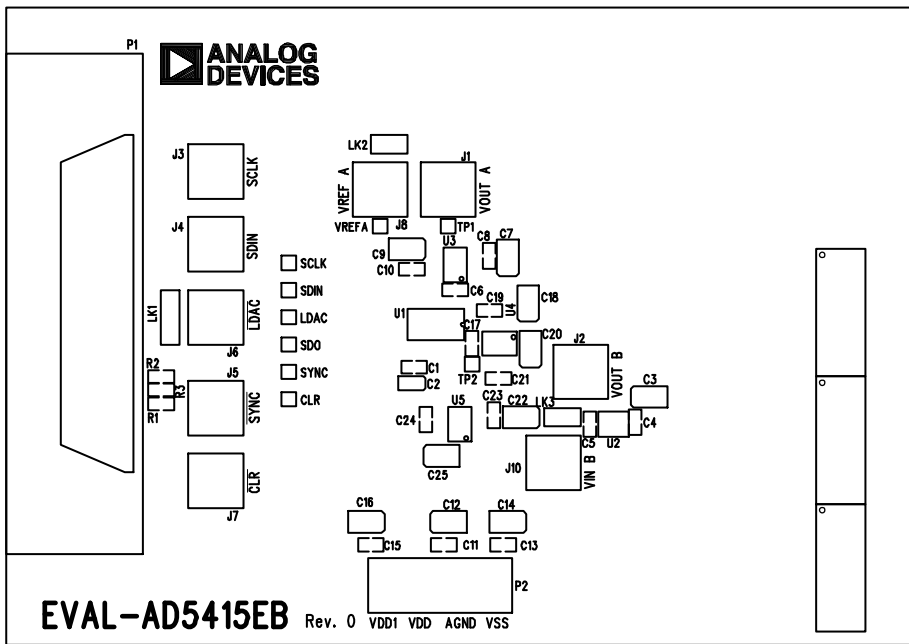 P1
ANALOG
DEVICES
LK2
J3
SCLK
VREF A
J1
VOUT A
VREFA
J8
TP1
J4
SDIN
U3
C9
C10
C8
C7
SCLK
SDIN
LDAC
SDO
SYNC
CLR
C6
C19
U4
C18
LK1
LDAC
J6
U1
C17
C20
J2
VOUT B
TP2
C21
R2
R3
R1
J5
SYNC
C1
C2
C3
C24
U5
C23
C22
LK3
C5
U2
C4
C25
J10
VIN B
CLR
J7
C16
C12
C14
C15
C11
C13
P2
EVAL-AD5415EB Rev. 0 VDD1 VDD AGND VSS